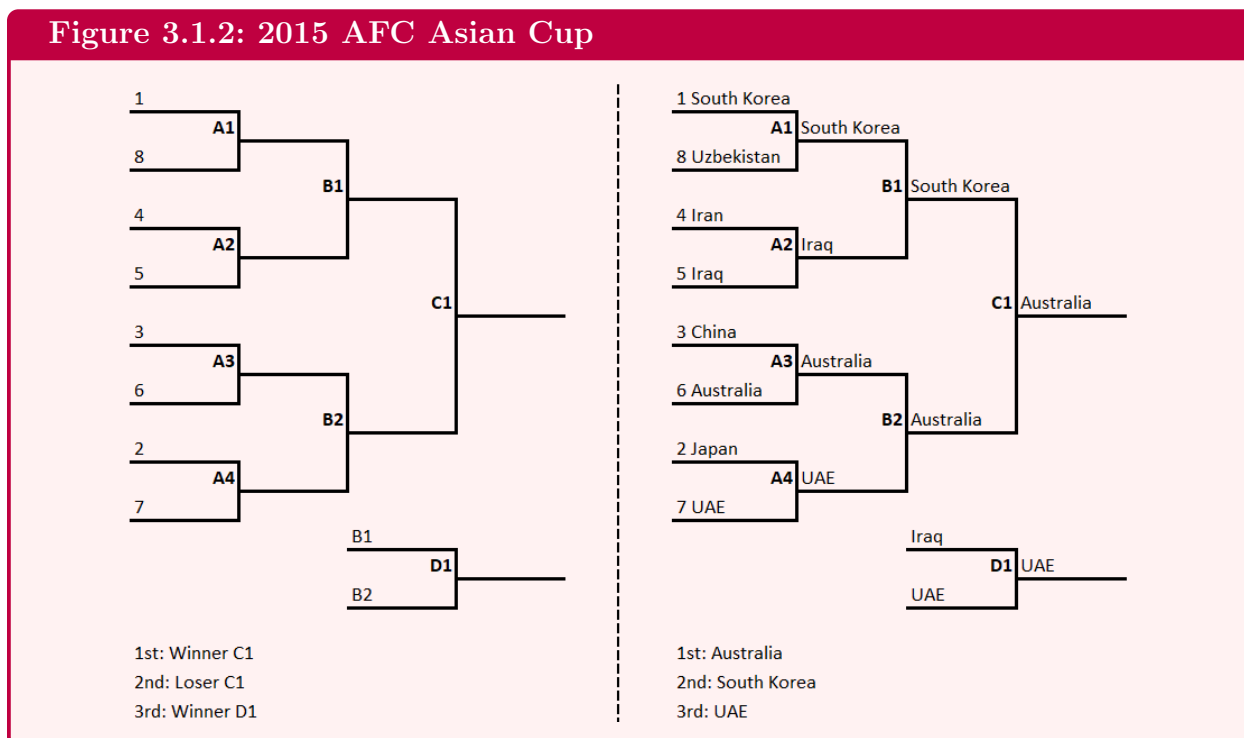 Figure 3.1.2: 2015 AFC Asian Cup
1
A1
8
B1
4
A2
5
C1
3
A3
6
B2
2
A4
7
B1
D1
B2
1st: Winner C1
2nd: Loser C1
3rd: Winner D1
1 South Korea
A1 South Korea
8 Uzbekistan
B1 South Korea
4 Iran
A2 Iraq
5 Iraq
C1 Australia
3 China
A3 Australia
6 Australia
B2 Australia
2 Japan
A4 UAE
7 UAE
Iraq
D1 UAE
UAE
1st: Australia
2nd: South Korea
3rd: UAE